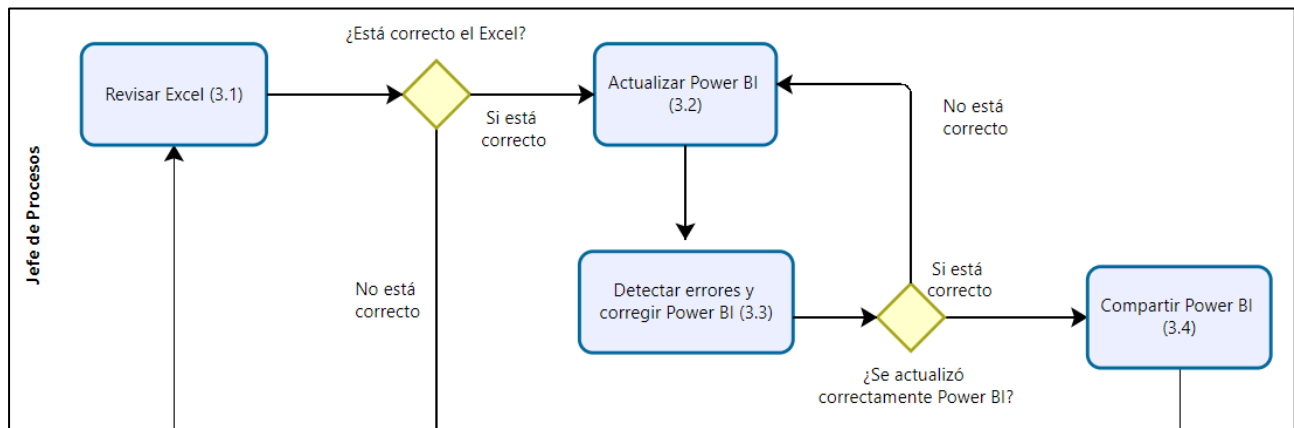 Jefe de Procesos
¿Está correcto el Excel?
Revisar Excel (3.1)
Si está
correcto
Actualizar Power BI
(3.2)
No está
correcto
No está
correcto
Detectar errores y
corregir Power BI (3.3)
Si está
correcto
¿Se actualizó
correctamente Power BI?
Compartir Power BI
(3.4)